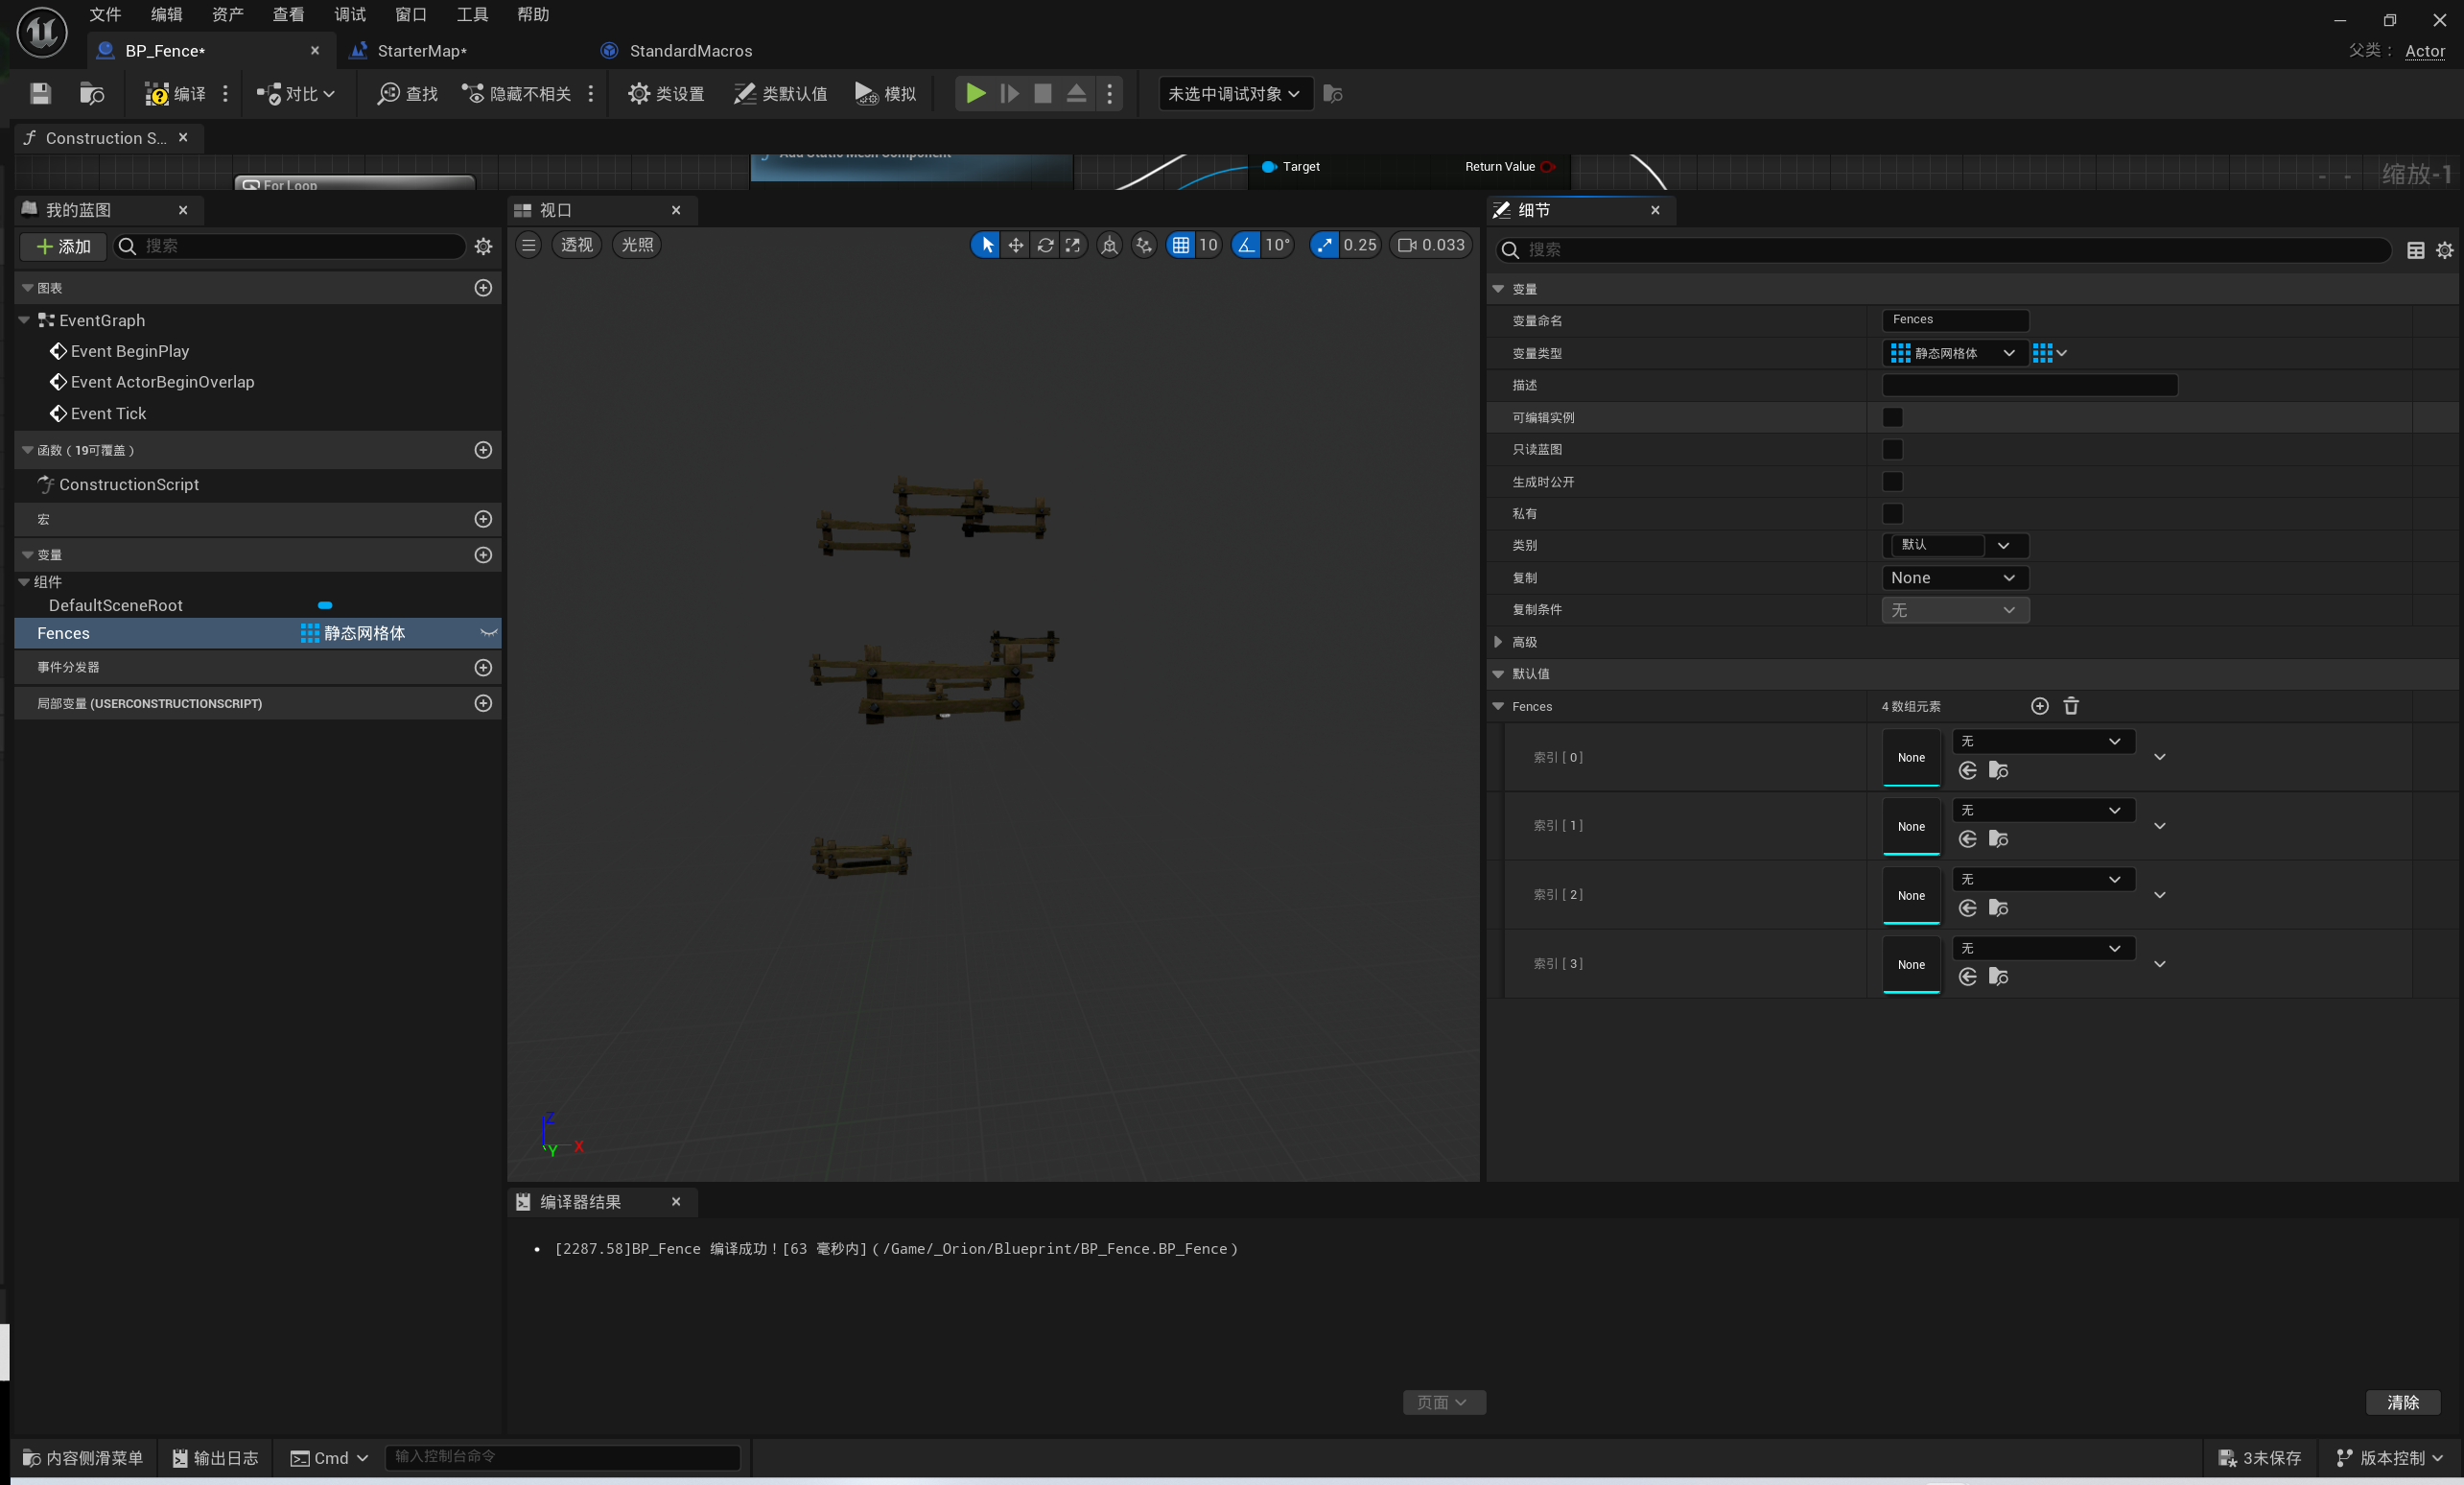 文件 编辑 资产 查看 调试 窗口 工具 帮助
BP_Fence* StarterMap* StandardMacros
父类： Actor
编译 对比 查找 隐藏不相关 类设置 类默认值 模拟 未选中调试对象
Construction S...
Add Static Mesh Component
For Loop
Target Return Value
缩放-1
我的蓝图
添加 搜索
图表
EventGraph
Event BeginPlay
Event ActorBeginOverlap
Event Tick
函数（19可覆盖）
ConstructionScript
宏
变量
组件
DefaultSceneRoot
Fences 静态网格体
事件分发器
局部变量 (USERCONSTRUCTIONSCRIPT)
视口
透视 光照 10 10° 0.25 0.033
Z
X
Y
细节
搜索
变量
变量命名 Fences
变量类型 静态网格体
描述
可编辑实例
只读蓝图
生成时公开
私有
类别 默认
复制 None
复制条件 无
高级
默认值
Fences 4 数组元素
索引 [ 0 ] None 无
索引 [ 1 ] None 无
索引 [ 2 ] None 无
索引 [ 3 ] None 无
编译器结果
• [2287.58]BP_Fence 编译成功！[63 毫秒内]（/Game/_Orion/Blueprint/BP_Fence.BP_Fence）
页面 清除
内容侧滑菜单 输出日志 Cmd 输入控制台命令 3未保存 版本控制